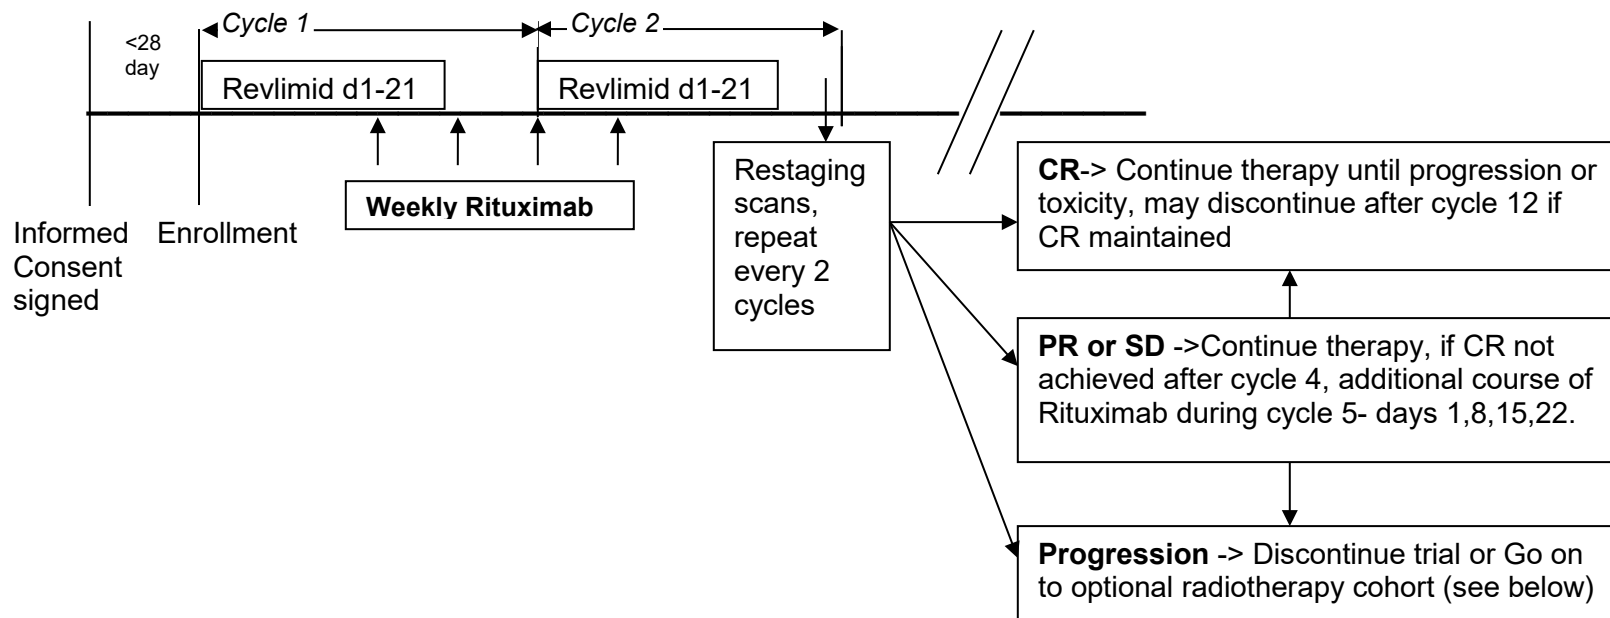 Cycle 1
Cycle 2
<28
day
Revlimid d1-21
Revlimid d1-21
Weekly Rituximab
Informed
Consent
signed
Enrollment
Restaging
scans,
repeat
every 2
cycles
CR-> Continue therapy until progression or
toxicity, may discontinue after cycle 12 if
CR maintained
PR or SD ->Continue therapy, if CR not
achieved after cycle 4, additional course of
Rituximab during cycle 5- days 1,8,15,22.
Progression -> Discontinue trial or Go on
to optional radiotherapy cohort (see below)